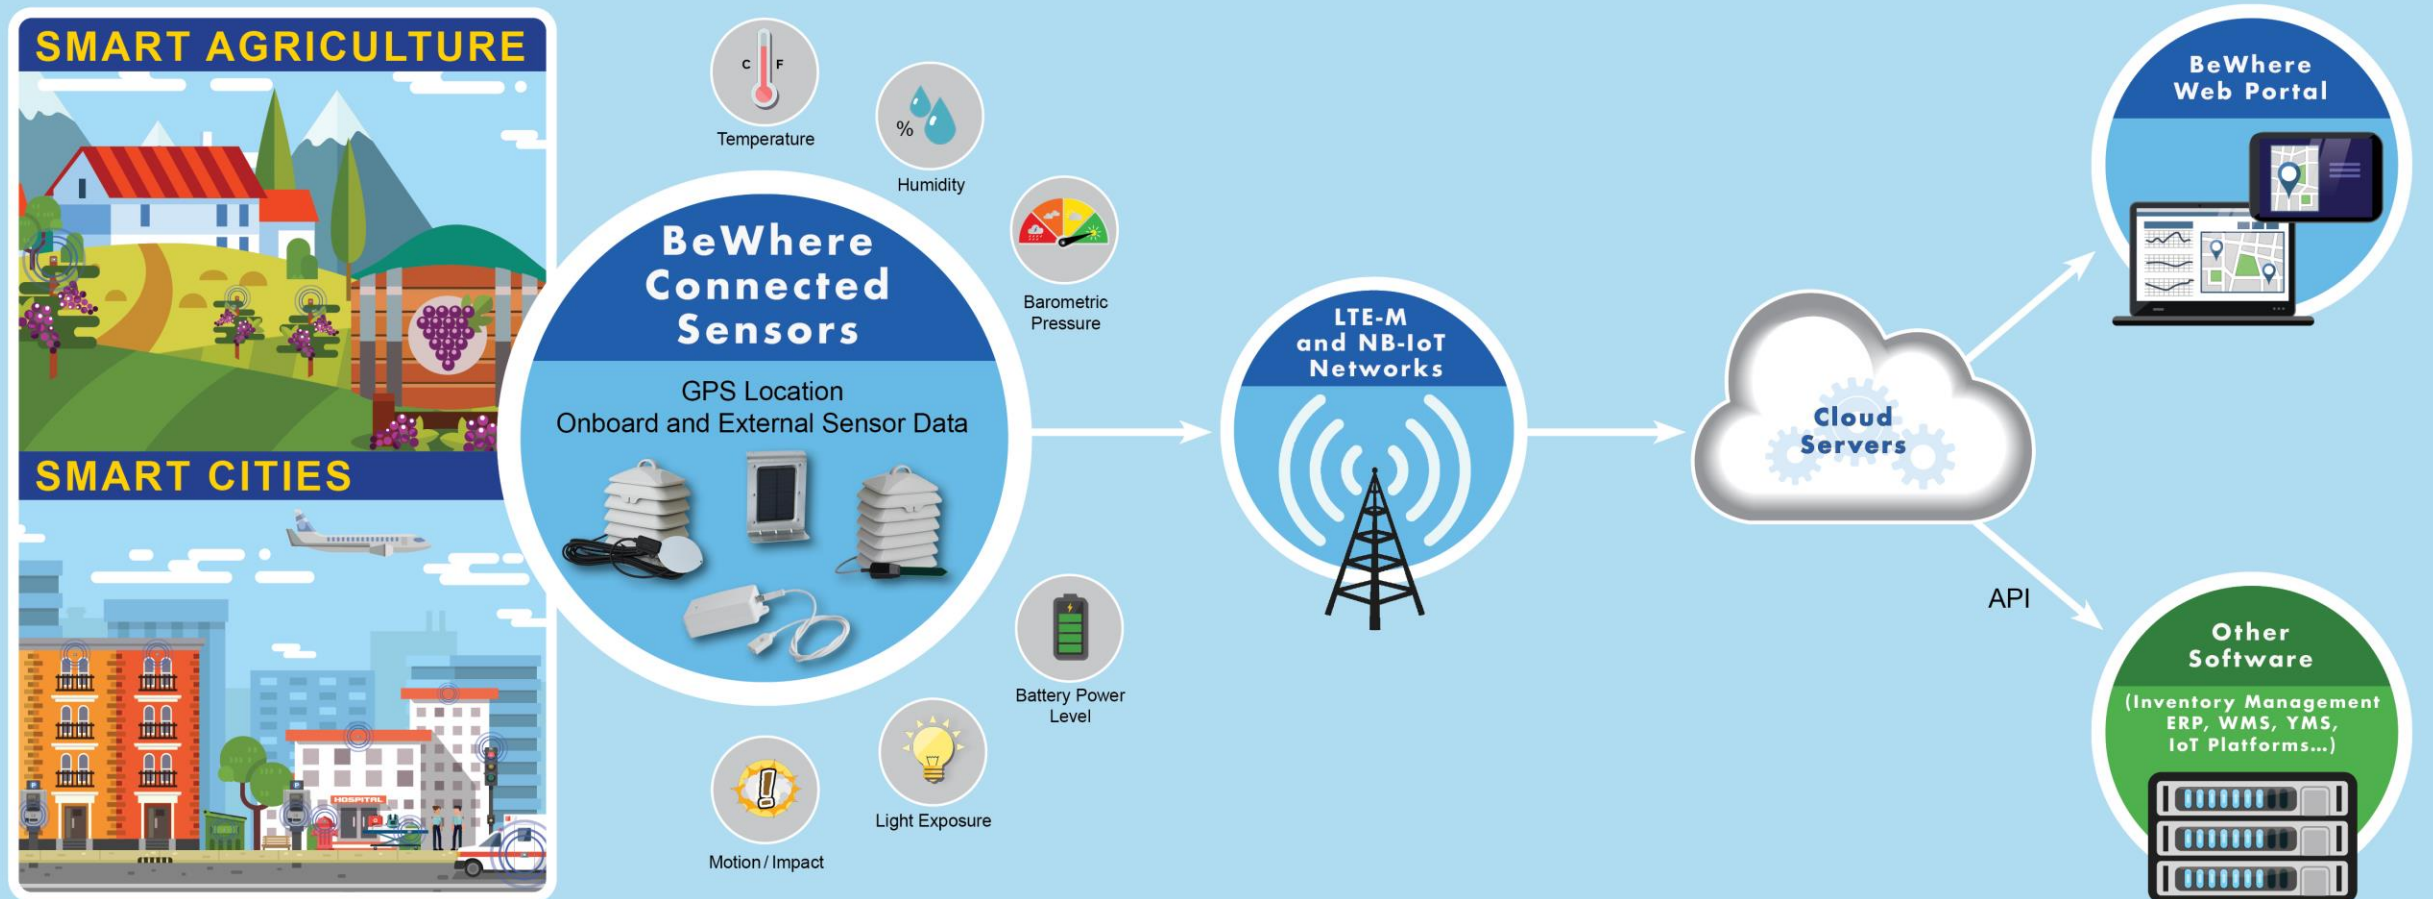 SMART AGRICULTURE
SMART CITIES
HOSPITAL
P
P
C F
Temperature
%
Humidity
Barometric
Pressure
BeWhere
Connected
Sensors
GPS Location
Onboard and External Sensor Data
Battery Power
Level
Light Exposure
Motion / Impact
LTE-M
and NB-IoT
Networks
Cloud
Servers
BeWhere
Web Portal
API
Other
Software
(Inventory Management
ERP, WMS, YMS,
IoT Platforms...)